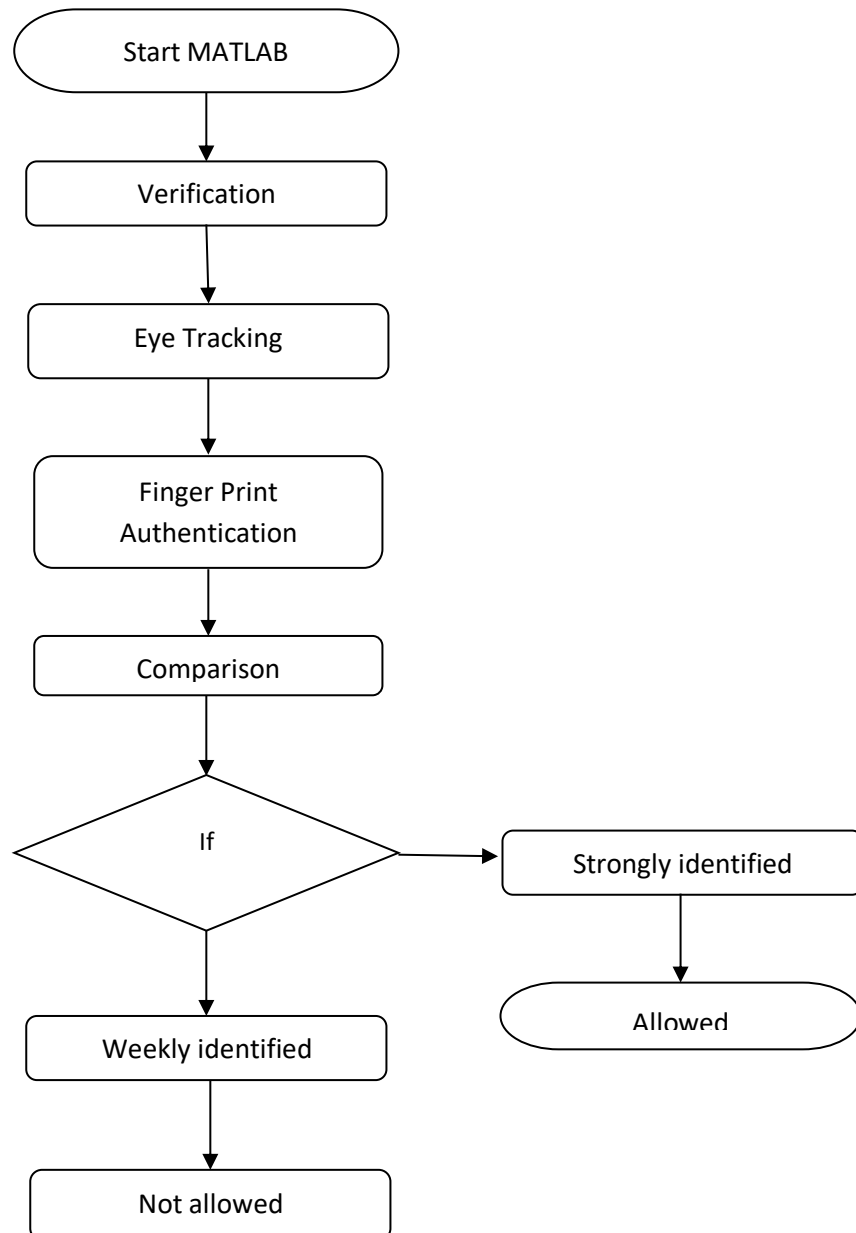 Start MATLAB
Verification
Eye Tracking
Finger Print
Authentication
Comparison
If
Strongly identified
Weekly identified
Allowed
Not allowed